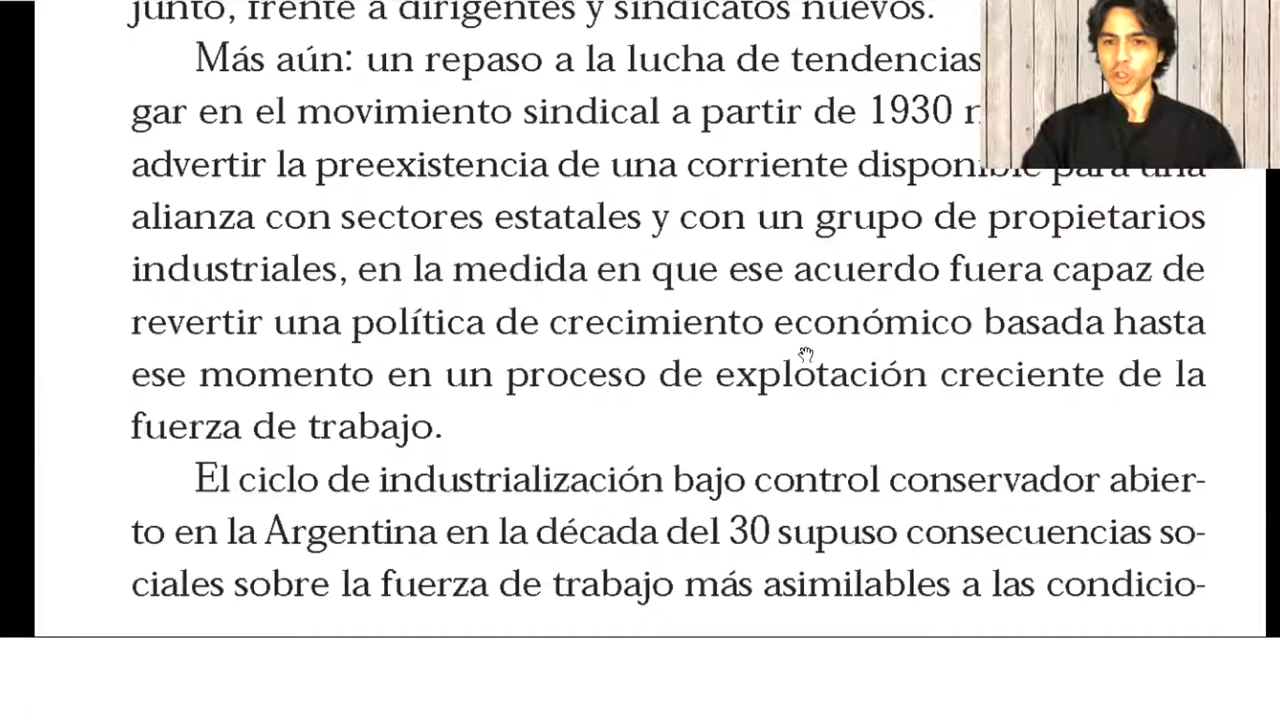 junto, frente a dirigentes y sindicatos nuevos.
Más aún: un repaso a la lucha de tendencias
gar en el movimiento sindical a partir de 1930
advertir la preexistencia de una corriente disponible para una
alianza con sectores estatales y con un grupo de propietarios
industriales, en la medida en que ese acuerdo fuera capaz de
revertir una política de crecimiento económico basada hasta
ese momento en un proceso de explotación creciente de la
fuerza de trabajo.
El ciclo de industrialización bajo control conservador abier-
to en la Argentina en la década del 30 supuso consecuencias so-
ciales sobre la fuerza de trabajo más asimilables a las condicio-